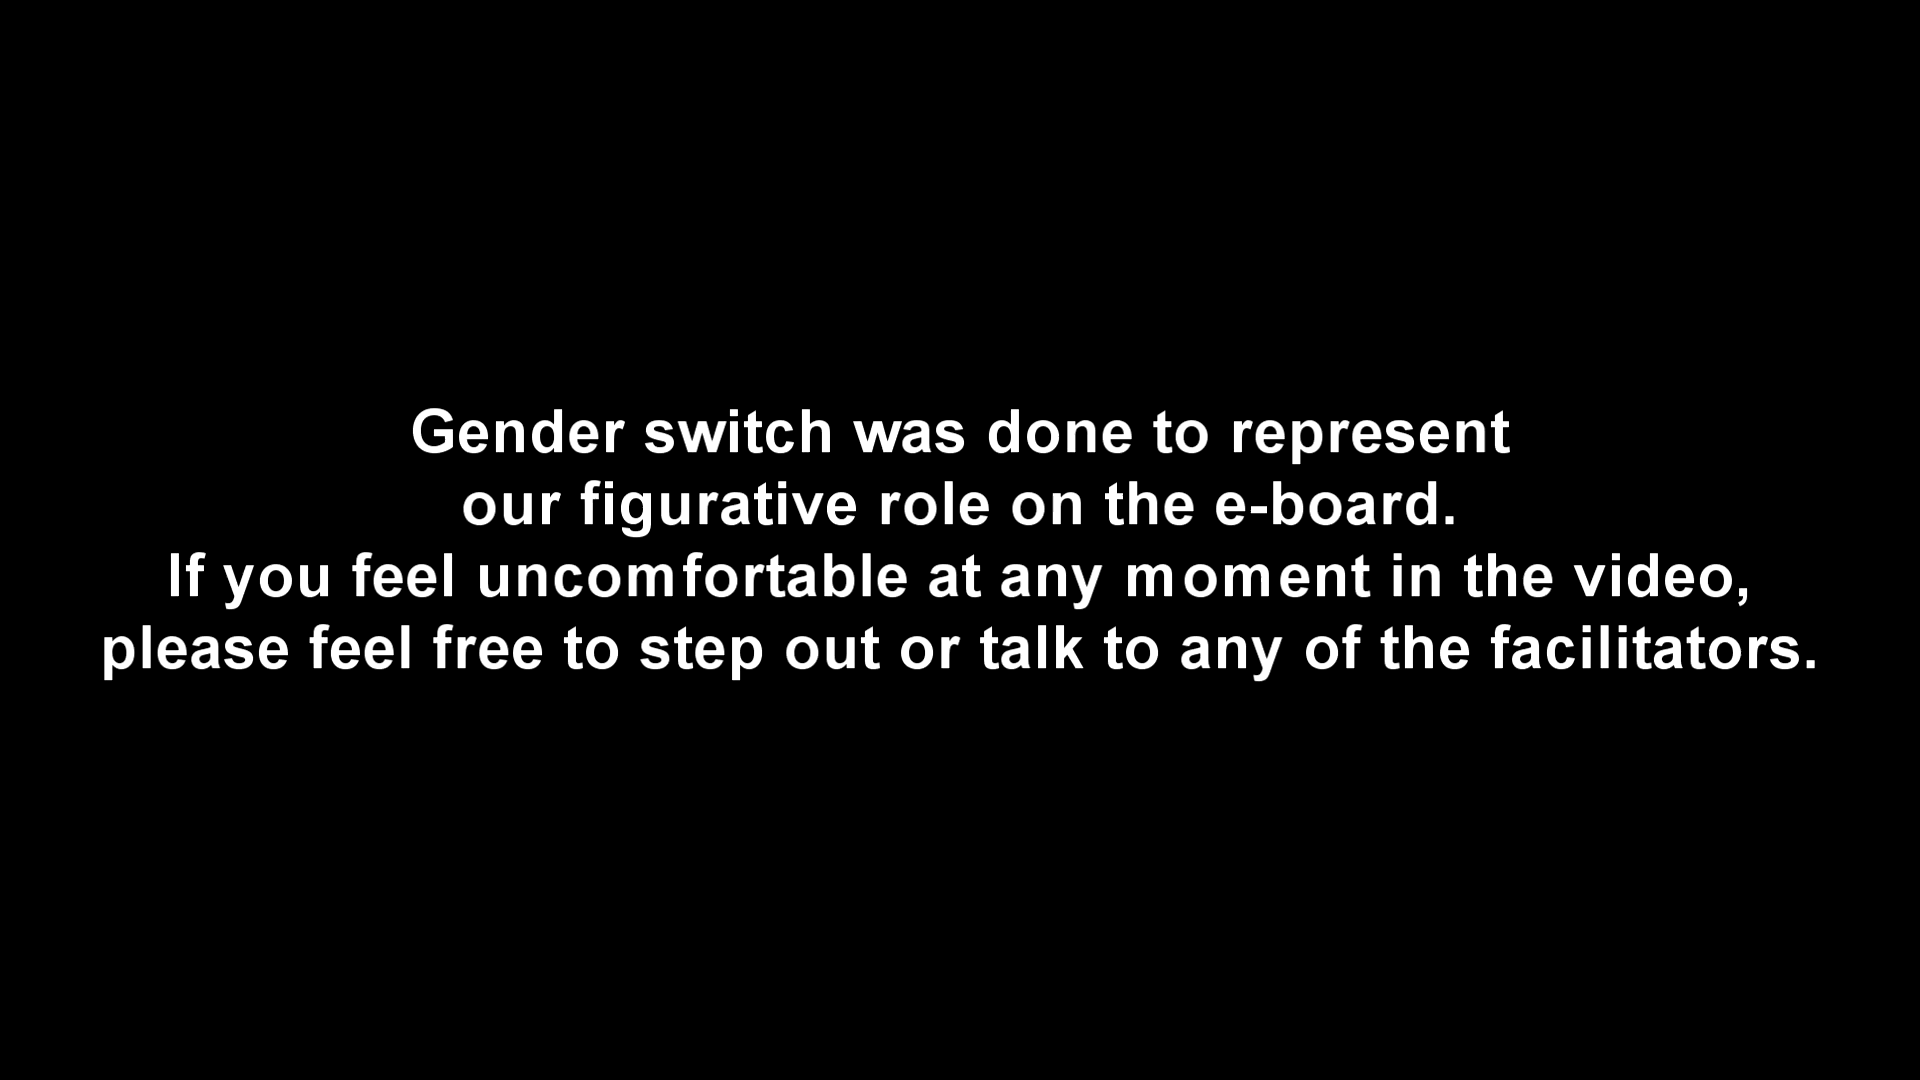 Gender switch was done to represent
our figurative role on the e-board.
If you feel uncomfortable at any moment in the video,
please feel free to step out or talk to any of the facilitators.